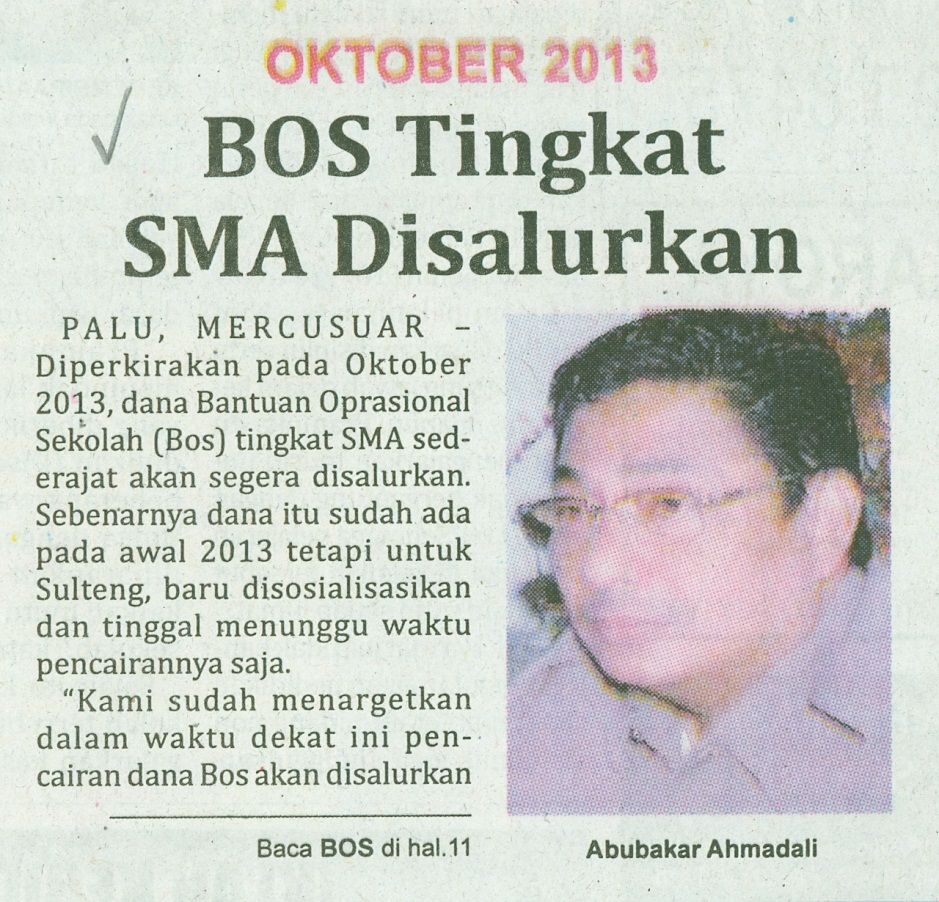 OKTOBER 2013
BOS Tingkat
SMA Disalurkan
PALU, MERCUSUAR –
Diperkirakan pada Oktober
2013, dana Bantuan Oprasional
Sekolah (Bos) tingkat SMA sed-
erajat akan segera disalurkan.
Sebenarnya dana itu sudah ada
pada awal 2013 tetapi untuk
Sulteng, baru disosialisasikan
dan tinggal menunggu waktu
pencairannya saja.
“Kami sudah menargetkan
dalam waktu dekat ini pen-
cairan dana Bos akan disalurkan
Baca BOS di hal.11
Abubakar Ahmadali